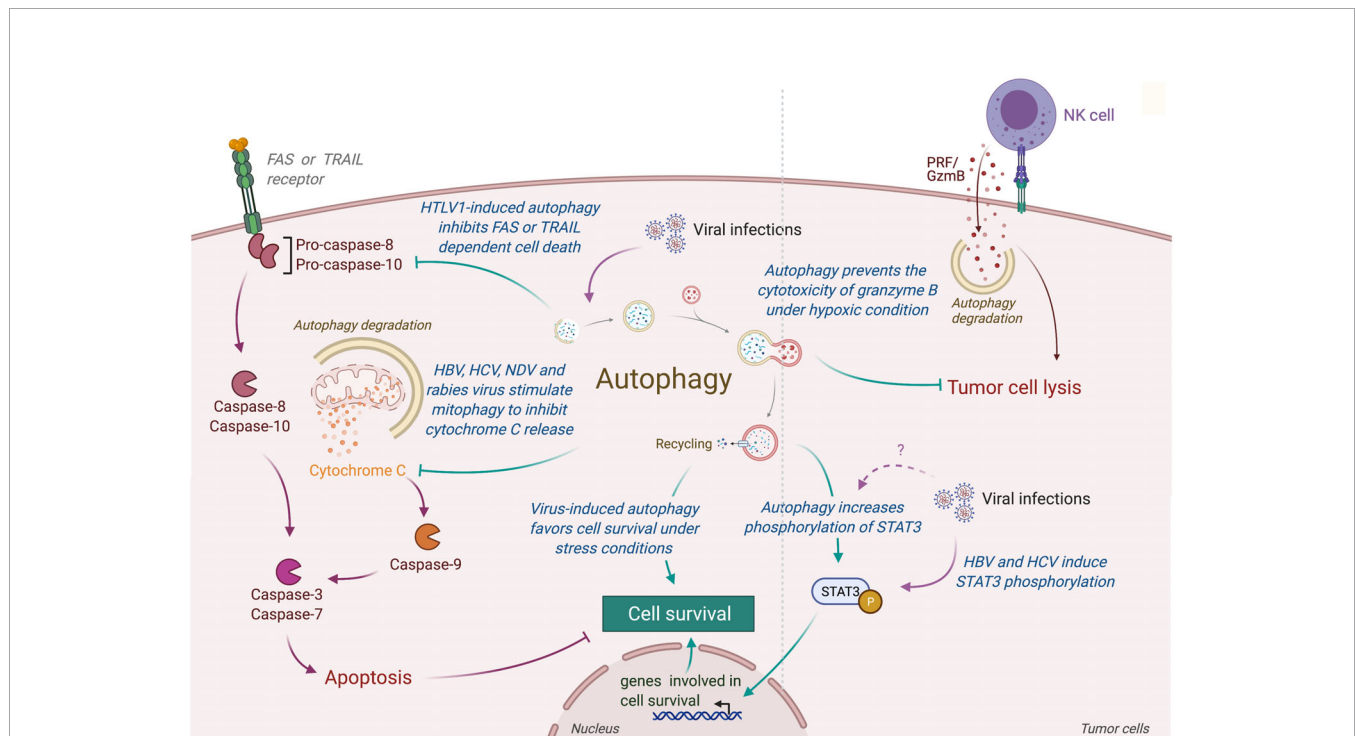 NK cell
PRF/
GzmB
FAS or TRAIL
receptor
HTLV1-induced autophagy
inhibits FAS or TRAIL
dependent cell death
Viral infections
Pro-caspase-8
Pro-caspase-10
Autophagy prevents the
cytotoxicity of granzyme B
under hypoxic condition
Autophagy
degradation
Autophagy degradation
HBV, HCV, NDV and
rabies virus stimulate
mitophagy to inhibit
cytochrome C release
Autophagy
Tumor cell lysis
Caspase-8
Caspase-10
Recycling
Cytochrome C
?
Viral infections
Virus-induced autophagy
favors cell survival under
stress conditions
Autophagy increases
phosphorylation of STAT3
Caspase-9
HBV and HCV induce
STAT3 phosphorylation
STAT3
P
Caspase-3
Caspase-7
Cell survival
Apoptosis
genes involved in
cell survival
Nucleus
Tumor cells